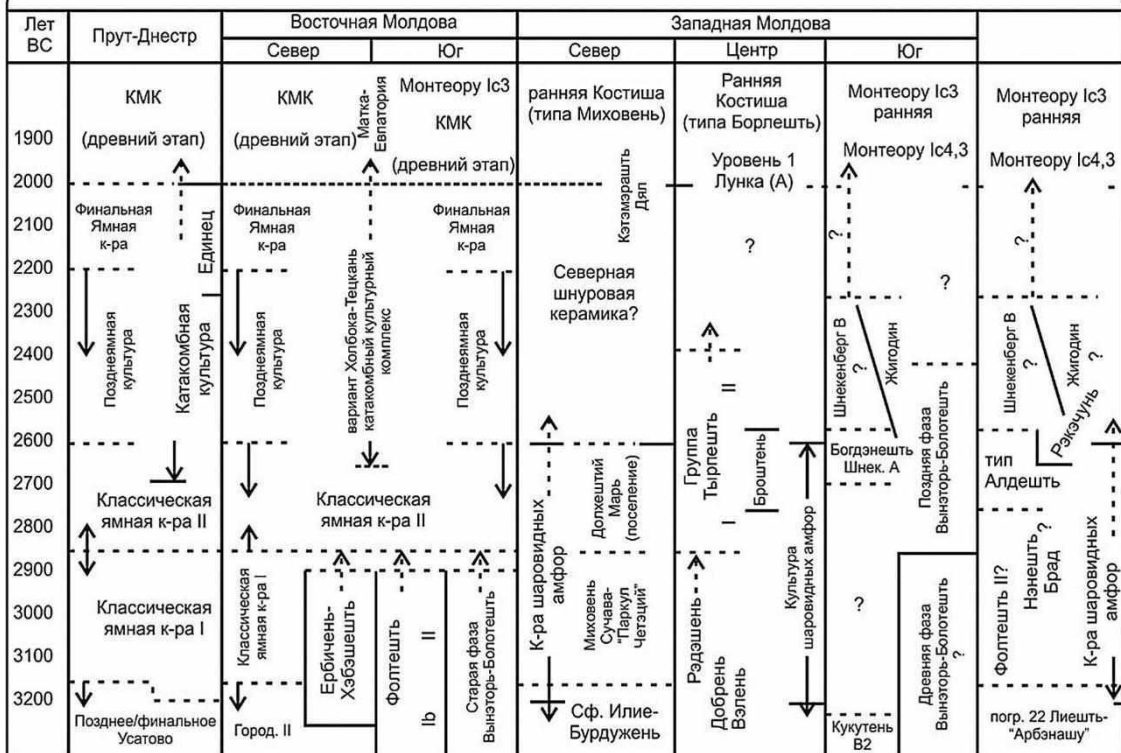 Лет
ВС
Прут-Днестр
Восточная Молдова
Север
Юг
Западная Молдова
Север
Центр
Юг
1900
2000
2100
2200
2300
2400
2500
2600
2700
2800
2900
3000
3100
3200
КМК
(древний этап)
Финальная
Ямная
к-ра
Единец
Позднеямная
культура
Катакомбная
культура
Классическая
ямная к-ра II
Классическая
ямная к-ра I
Позднее/финальное
Усатово
КМК
(древний этап)
Матка-
Евпатория
Финальная
Ямная
к-ра
Позднеямная
культура
вариант Холбока-Тецкань
катакомбный культурный
комплекс
Монтеору Ic3
КМК
(древний этап)
Финальная
Ямная
к-ра
Позднеямная
культура
Классическая
ямная к-ра II
Классическая
ямная к-ра I
Город. II
Ербичень-
Хэбэшешть
Фолтешть
II
Ib
Старая фаза
Вынэторь-Болотешть
ранняя Костиша
(типа Миховень)
Кэтэмэрашть
Дял
Северная
шнуровая
керамика?
К-ра шаровидных
амфор
Долхештий
Марь
(поселение)
Миховень
Сучава-
"Паркул
Четэций"
Сф. Илие-
Бурдужень
Ранняя
Костиша
(типа Борлешть)
Уровень 1
Лунка (А)
?
Группа
Тырпешть
II
I
Броштень
Рэдэшень
Добрень
Вэлень
Культура
шаровидных амфор
Монтеору Ic3
ранняя
Монтеору Ic4,3
?
?
Шнекенберг В
?
Жигодин
Богдэнешть
Шнек. А
Поздняя фаза
Вынэторь-Болотешть
?
Древняя фаза
Вынэторь-Болотешть
?
Кукутень
В2
Монтеору Ic3
ранняя
Монтеору Ic4,3
?
Шнекенберг В
?
Жигодин
?
Рэкэчунь
тип
Алдешть
Фолтешть II?
Нэнешть
Брад
?
К-ра шаровидных
амфор
погр. 22 Лиешть-
"Арбэнашу"